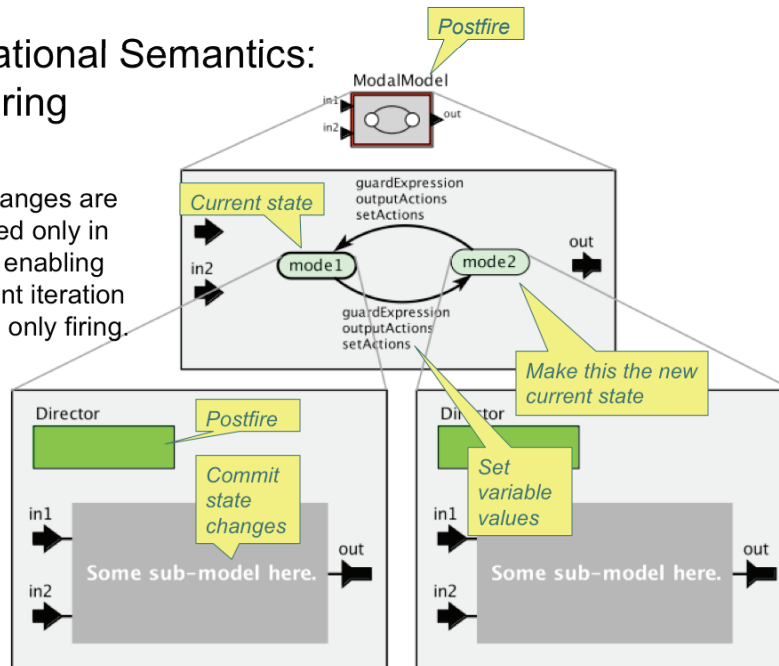 Postfire
ational Semantics:
ring
ModalModel
in1
in2
out
anges are
ed only in
enabling
nt iteration
only firing.
Current state
guardExpression
outputActions
setActions
in2
out
mode1
mode2
guardExpression
outputActions
setActions
Make this the new
current state
Director
Postfire
Commit
state
changes
in1
in2
out
Some sub-model here.
Director
Set
variable
values
in1
in2
out
Some sub-model here.